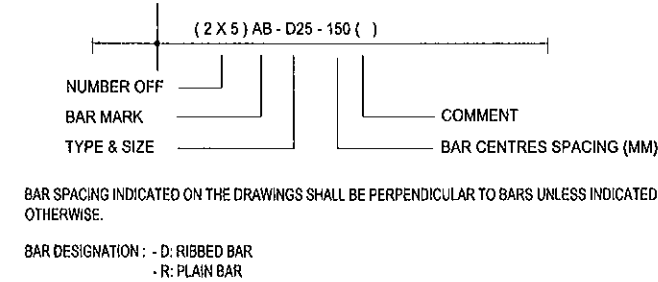 ( 2 X 5 ) AB - D25 - 150 ( )
NUMBER OFF
BAR MARK COMMENT
TYPE & SIZE BAR CENTRES SPACING (MM)
BAR SPACING INDICATED ON THE DRAWINGS SHALL BE PERPENDICULAR TO BARS UNLESS INDICATED
OTHERWISE.
BAR DESIGNATION : - D: RIBBED BAR
- R: PLAIN BAR